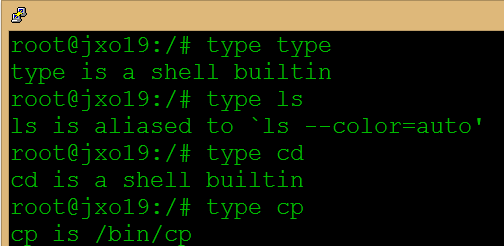 root@jxo19:/# type type
type is a shell builtin
root@jxo19:/# type ls
ls is aliased to `ls --color=auto'
root@jxo19:/# type cd
cd is a shell builtin
root@jxo19:/# type cp
cp is /bin/cp